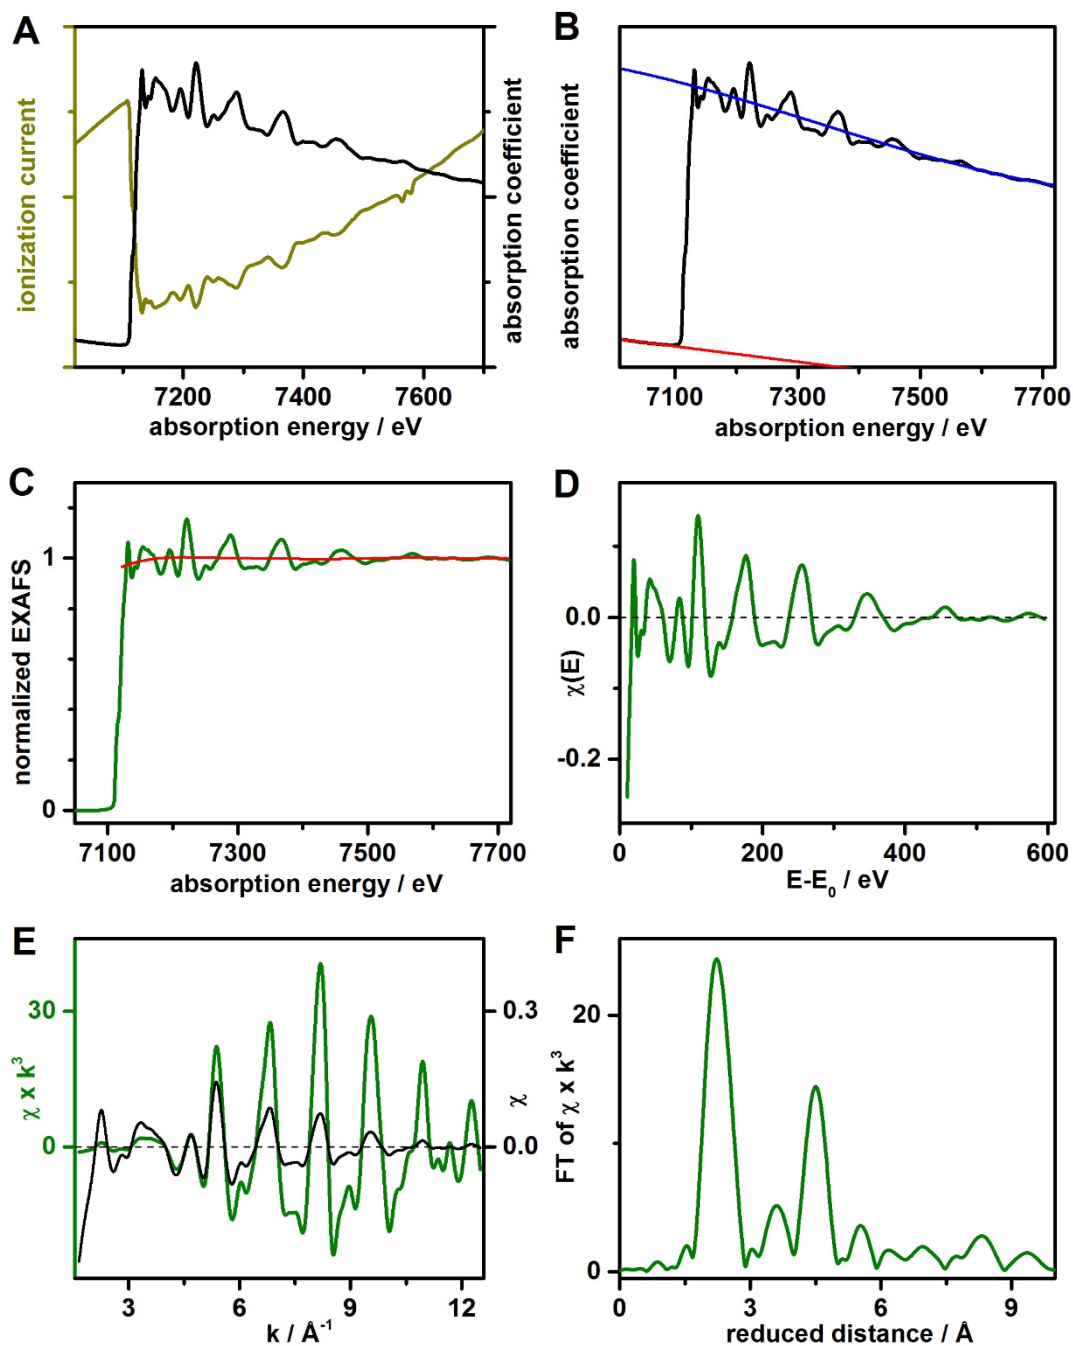 A
ionization current
absorption coefficient
7200 7400 7600
absorption energy / eV
B
absorption coefficient
7100 7300 7500 7700
absorption energy / eV
C
normalized EXAFS
1
0
7100 7300 7500 7700
absorption energy / eV
D
χ(E)
0.0
-0.2
0 200 400 600
E-E₀ / eV
E
χ x k³
30
0
0.3
0.0
χ
3 6 9 12
k / Å⁻¹
F
FT of χ x k³
20
0
0 3 6 9
reduced distance / Å